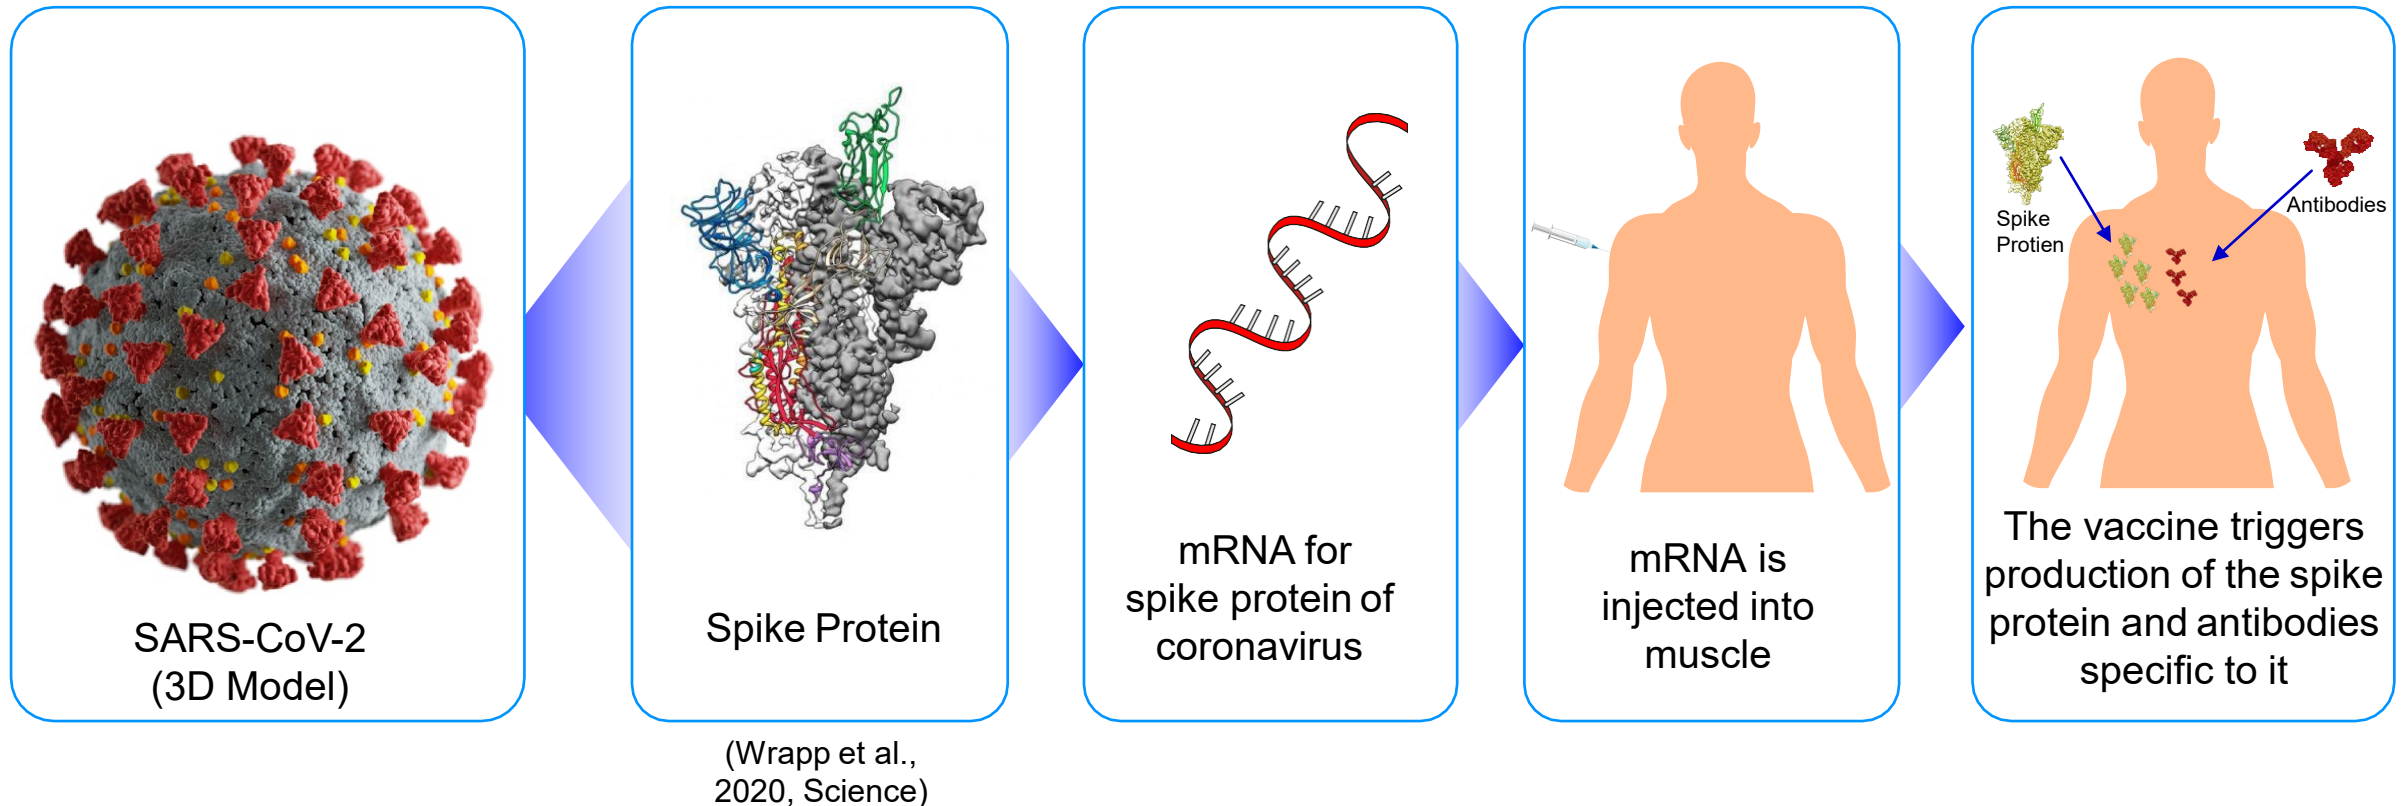 SARS-CoV-2
(3D Model)
Spike Protein
(Wrapp et al.,
2020, Science)
mRNA for
spike protein of
coronavirus
mRNA is
injected into
muscle
Spike
Protien
Antibodies
The vaccine triggers
production of the spike
protein and antibodies
specific to it